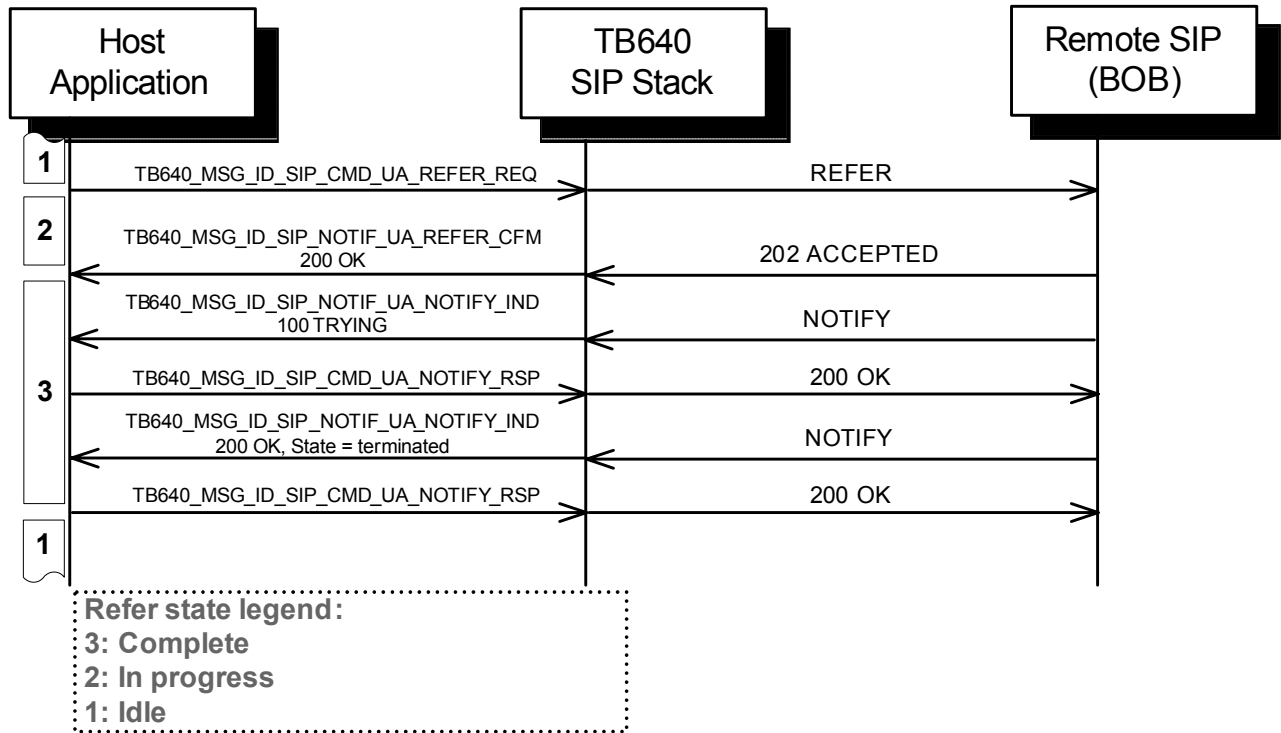 Host
Application
TB640
SIP Stack
Remote SIP
(BOB)
1
TB640_MSG_ID_SIP_CMD_UA_REFER_REQ
REFER
2
TB640_MSG_ID_SIP_NOTIF_UA_REFER_CFM
200 OK
202 ACCEPTED
TB640_MSG_ID_SIP_NOTIF_UA_NOTIFY_IND
100 TRYING
NOTIFY
3
TB640_MSG_ID_SIP_CMD_UA_NOTIFY_RSP
200 OK
TB640_MSG_ID_SIP_NOTIF_UA_NOTIFY_IND
200 OK, State = terminated
NOTIFY
TB640_MSG_ID_SIP_CMD_UA_NOTIFY_RSP
200 OK
1
Refer state legend:
3: Complete
2: In progress
1: Idle